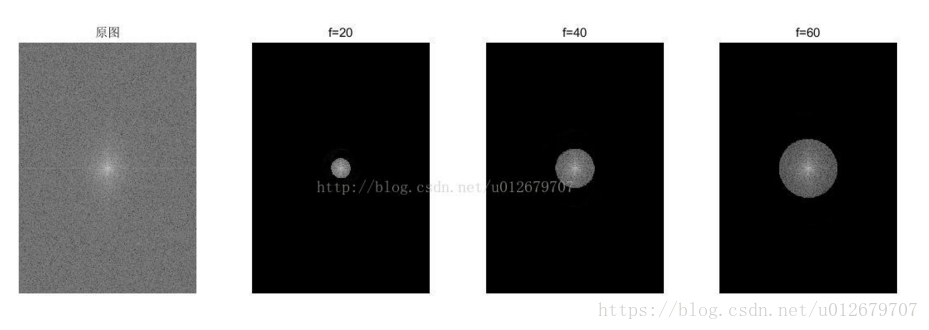 原图
f=20
f=40
f=60
http://blog.csdn.net/u012679707
https://blog.csdn.net/u012679707